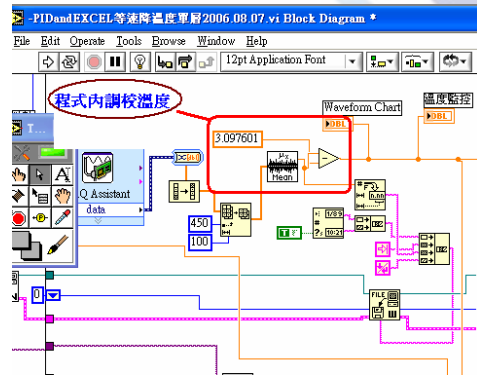 -PIDandEXCEL等速降溫度單層2006.08.07.vi Block Diagram *
File Edit Operate Tools Browse Window Help
12pt Application Font
程式內調校溫度
Waveform Chart
溫度監控
DBL
DBL
T...
3.097601
Mean
A
Q Assistant
data
450
100
T
0
FILE